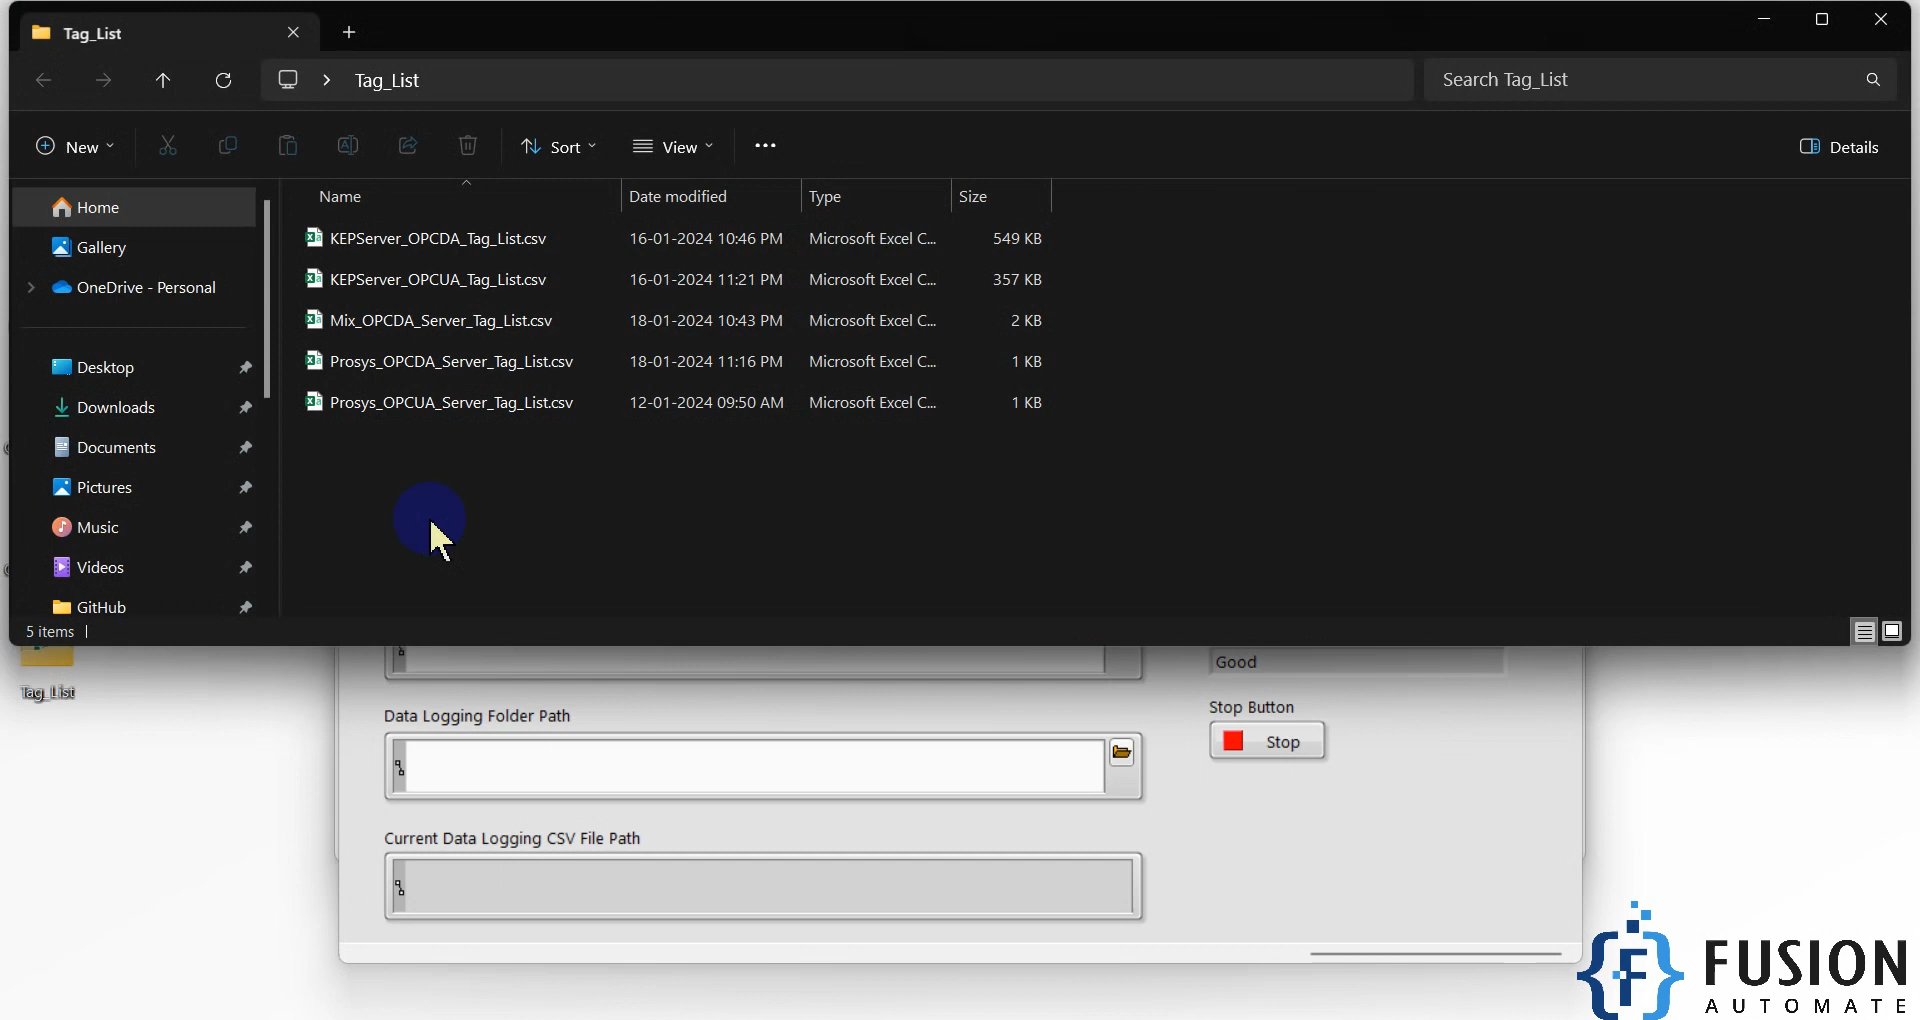 Tag_List
Tag_List
Search Tag_List
New
Sort
View
Details
Name
Date modified
Type
Size
Home
Gallery
OneDrive - Personal
Desktop
Downloads
Documents
Pictures
Music
Videos
GitHub
KEPServer_OPCDA_Tag_List.csv 16-01-2024 10:46 PM Microsoft Excel C... 549 KB
KEPServer_OPCUA_Tag_List.csv 16-01-2024 11:21 PM Microsoft Excel C... 357 KB
Mix_OPCDA_Server_Tag_List.csv 18-01-2024 10:43 PM Microsoft Excel C... 2 KB
Prosys_OPCDA_Server_Tag_List.csv 18-01-2024 11:16 PM Microsoft Excel C... 1 KB
Prosys_OPCUA_Server_Tag_List.csv 12-01-2024 09:50 AM Microsoft Excel C... 1 KB
5 items
Tag_List
Good
Data Logging Folder Path
Stop Button
Stop
Current Data Logging CSV File Path
FUSION
AUTOMATE